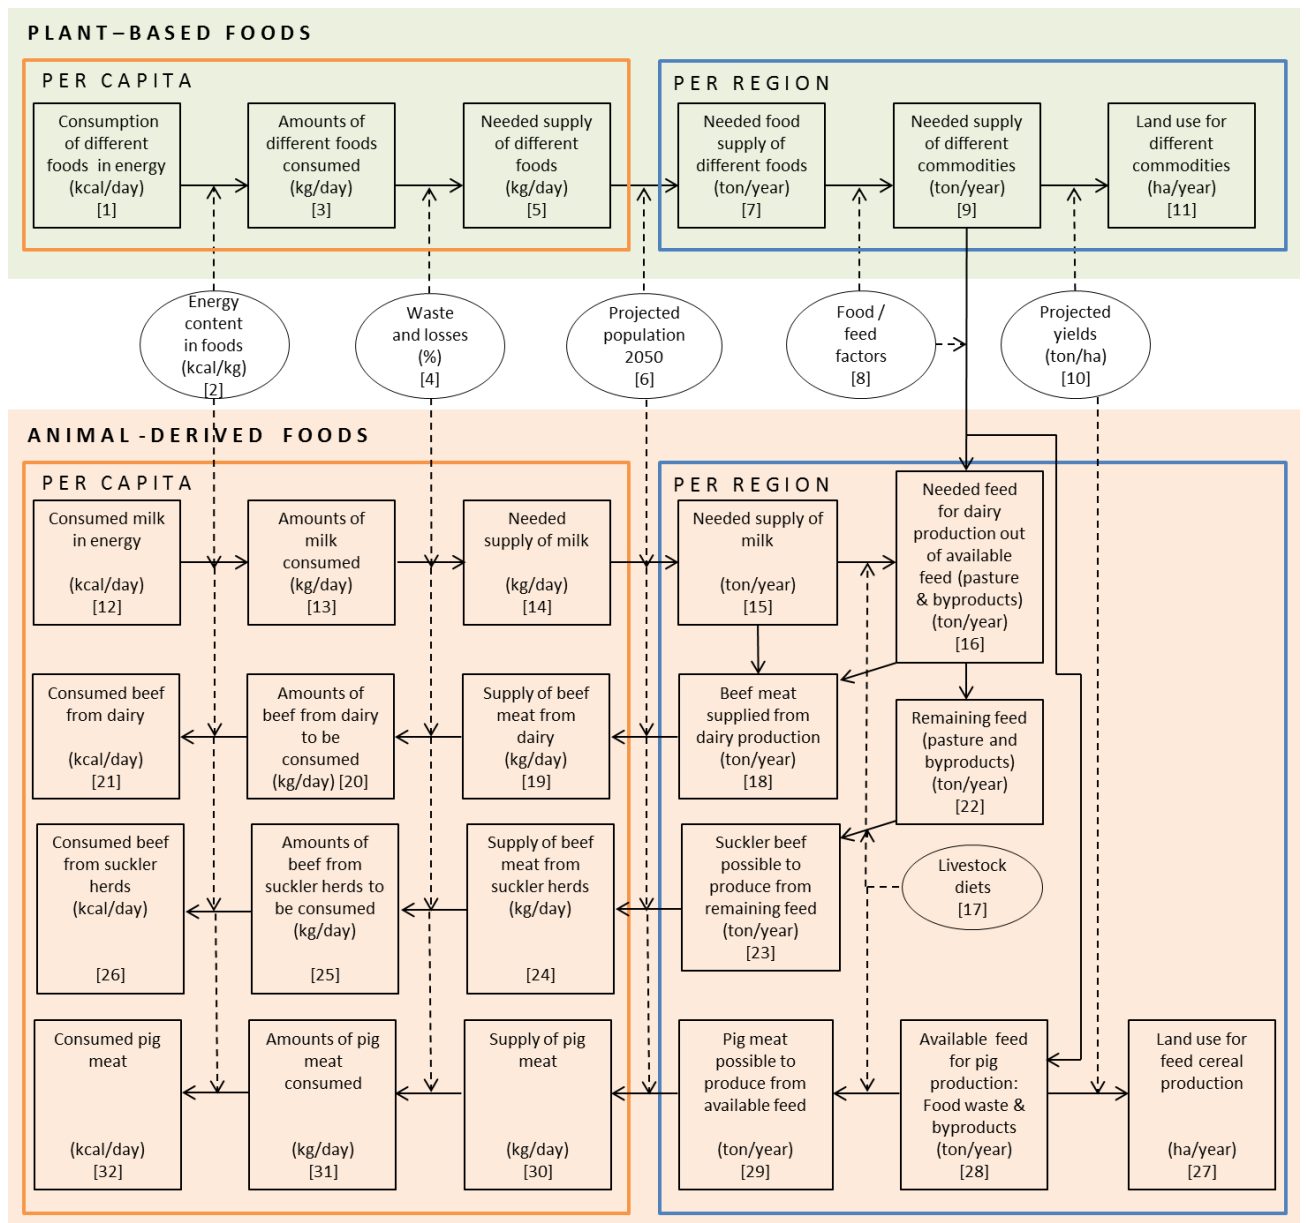 PLANT–BASED FOODS
PER CAPITA
Consumption
of different
foods in energy
(kcal/day)
[1]
Amounts of
different foods
consumed
(kg/day)
[3]
Needed supply
of different
foods
(kg/day)
[5]
PER REGION
Needed food
supply of
different foods
(ton/year)
[7]
Needed supply
of different
commodities
(ton/year)
[9]
Land use for
different
commodities
(ha/year)
[11]
Energy
content
in foods
(kcal/kg)
[2]
Waste
and losses
(%)
[4]
Projected
population
2050
[6]
Food /
feed
factors
[8]
Projected
yields
(ton/ha)
[10]
ANIMAL-DERIVED FOODS
PER CAPITA
Consumed milk
in energy
(kcal/day)
[12]
Amounts of
milk
consumed
(kg/day)
[13]
Needed
supply of milk
(kg/day)
[14]
PER REGION
Needed supply of
milk
(ton/year)
[15]
Needed feed
for dairy
production out
of available
feed (pasture
& byproducts)
(ton/year)
[16]
Consumed beef
from dairy
(kcal/day)
[21]
Amounts of
beef from dairy
to be
consumed
(kg/day) [20]
Supply of beef
meat from
dairy
(kg/day)
[19]
Beef meat
supplied from
dairy production
(ton/year)
[18]
Remaining feed
(pasture and
byproducts)
(ton/year)
[22]
Consumed beef
from suckler
herds
(kcal/day)
[26]
Amounts of
beef from
suckler herds to
be consumed
(kg/day)
[25]
Supply of beef
meat from
suckler herds
(kg/day)
[24]
Suckler beef
possible to
produce from
remaining feed
(ton/year)
[23]
Livestock
diets
[17]
Consumed pig
meat
(kcal/day)
[32]
Amounts of pig
meat
consumed
(kg/day)
[31]
Supply of pig
meat
(kg/day)
[30]
Pig meat
possible to
produce from
available feed
(ton/year)
[29]
Available feed
for pig
production:
Food waste &
byproducts
(ton/year)
[28]
Land use for
feed cereal
production
(ha/year)
[27]